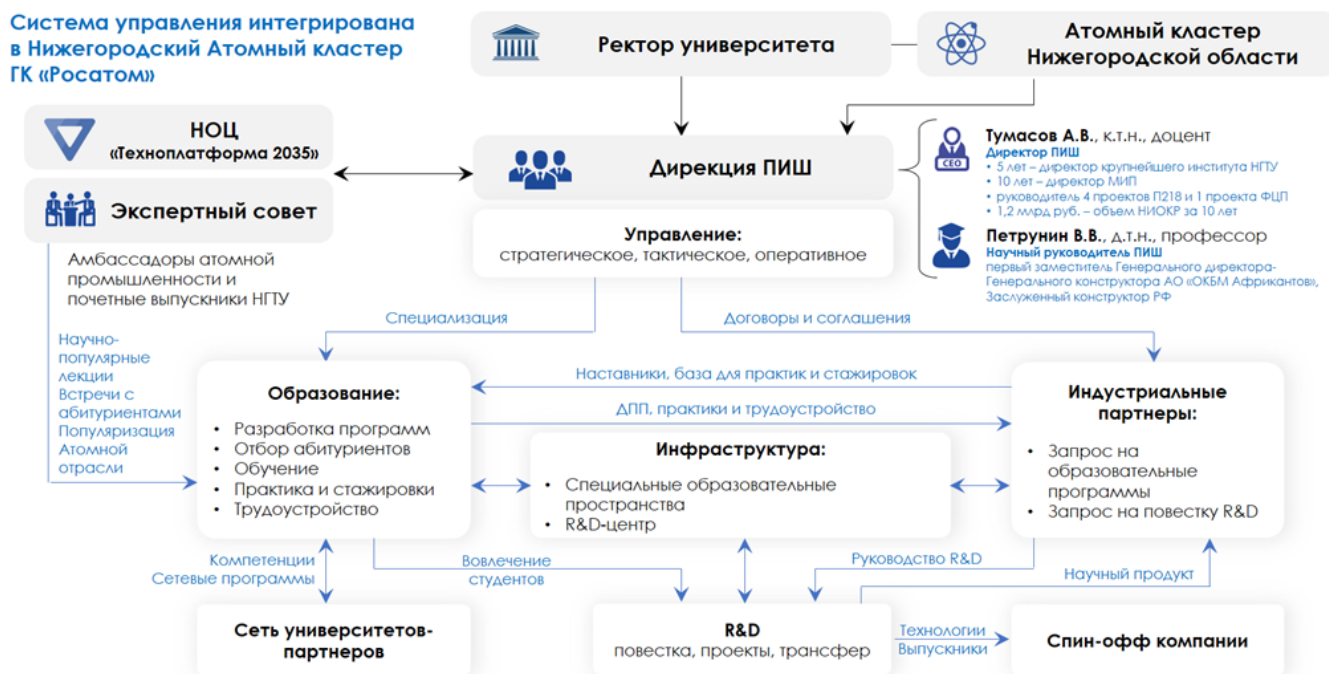 Система управления интегрирована
в Нижегородский Атомный кластер
ГК «Росатом»
Ректор университета
Атомный кластер
Нижегородской области
НОЦ
«Техноплатформа 2035»
Экспертный совет
Амбассадоры атомной
промышленности и
почетные выпускники НГТУ
Дирекция ПИШ
Управление:
стратегическое, тактическое, оперативное
CEO
Тумасов А.В., к.т.н., доцент
Директор ПИШ
• 5 лет – директор крупнейшего института НГТУ
• 10 лет – директор МИП
• руководитель 4 проектов П218 и 1 проекта ФЦП
• 1,2 млрд руб. – объем НИОКР за 10 лет
Петрунин В.В., д.т.н., профессор
Научный руководитель ПИШ
первый заместитель Генерального директора-
Генерального конструктора АО «ОКБМ Африкантов»,
Заслуженный конструктор РФ
Специализация
Договоры и соглашения
Научно-
популярные
лекции
Встречи с
абитуриентами
Популяризация
Атомной
отрасли
Образование:
• Разработка программ
• Отбор абитуриентов
• Обучение
• Практика и стажировки
• Трудоустройство
Наставники, база для практик и стажировок
ДПП, практики и трудоустройство
Инфраструктура:
• Специальные образовательные
пространства
• R&D-центр
Индустриальные
партнеры:
• Запрос на
образовательные
программы
• Запрос на повестку R&D
Компетенции
Сетевые программы
Вовлечение
студентов
Руководство R&D
Научный продукт
Сеть университетов-
партнеров
R&D
повестка, проекты, трансфер
Технологии
Выпускники
Спин-офф компании